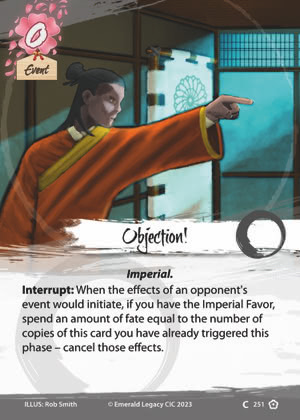 0
Event
Objection!
Imperial.
Interrupt: When the effects of an opponent's
event would initiate, if you have the Imperial Favor,
spend an amount of fate equal to the number of
copies of this card you have already triggered this
phase – cancel those effects.
ILLUS: Rob Smith © Emerald Legacy CIC 2023 C 251